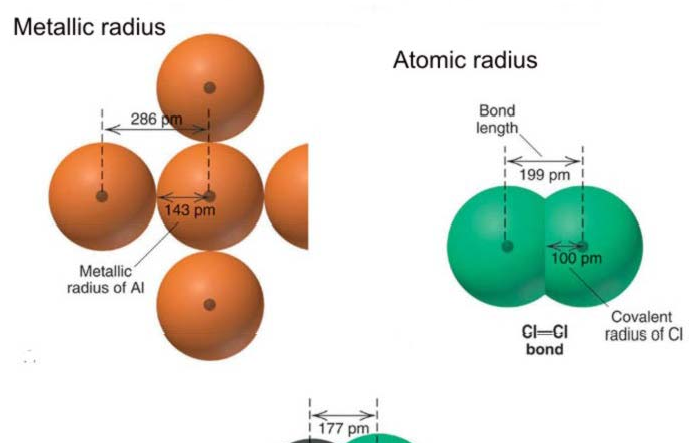 Metallic radius
286 pm
143 pm
Metallic
radius of Al
Atomic radius
Bond
length
199 pm
100 pm
Covalent
radius of Cl
Cl—Cl
bond
177 pm